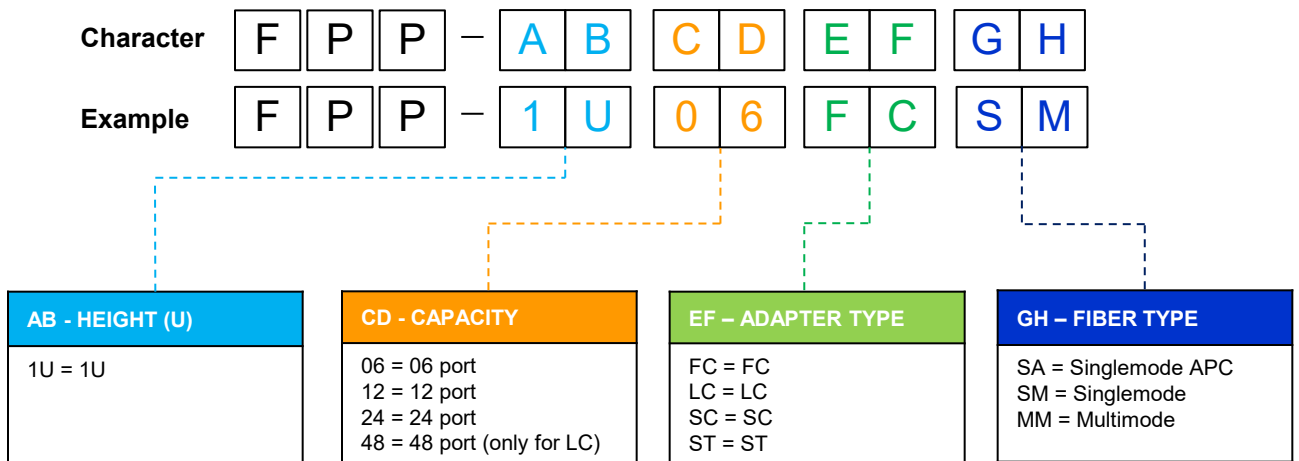 Character F P P – A B C D E F G H
Example F P P – 1 U 0 6 F C S M
AB - HEIGHT (U)
1U = 1U
CD - CAPACITY
06 = 06 port
12 = 12 port
24 = 24 port
48 = 48 port (only for LC)
EF – ADAPTER TYPE
FC = FC
LC = LC
SC = SC
ST = ST
GH – FIBER TYPE
SA = Singlemode APC
SM = Singlemode
MM = Multimode